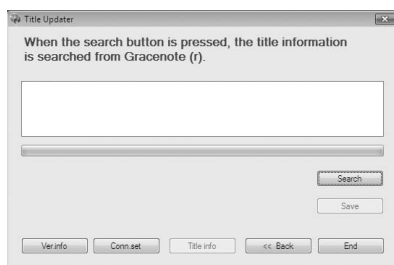 Title Updater
When the search button is pressed, the title information
is searched from Gracenote (r).
Search
Save
Ver.info
Conn.set
Title info
<< Back
End